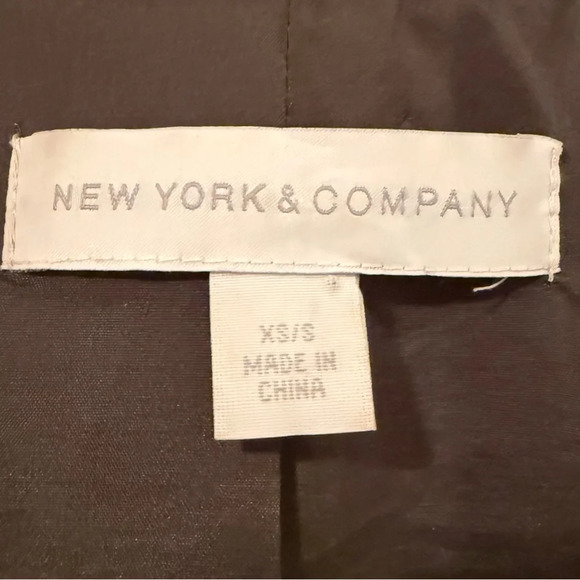 NEW YORK & COMPANY
XS/S
MADE IN
CHINA